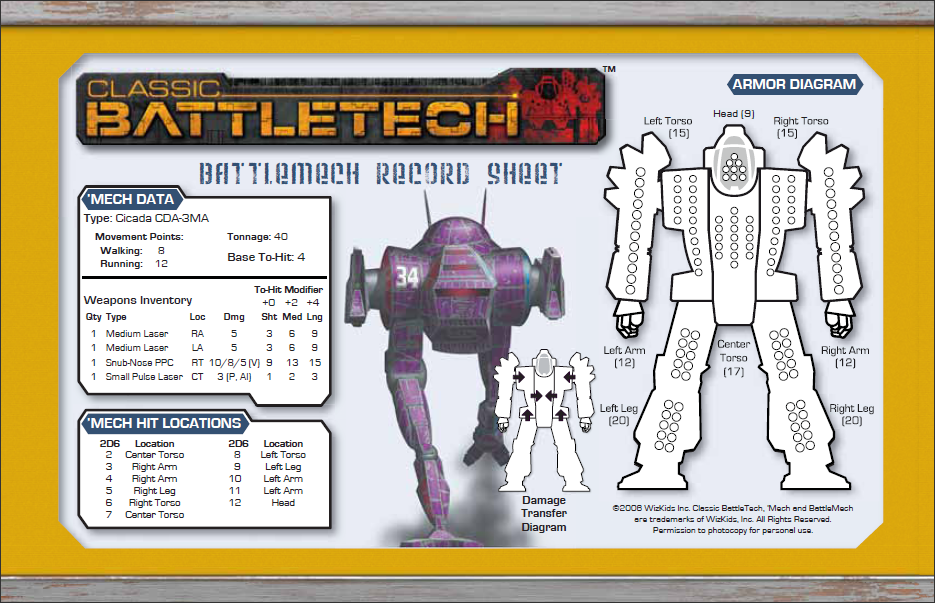 CLASSIC
BATTLETECH™
BATTLEMECH RECORD SHEET
'MECH DATA
Type: Cicada CDA-3MA
Movement Points:
Walking: 8
Running: 12
Tonnage: 40
Base To-Hit: 4
To-Hit Modifier
Weapons Inventory +0 +2 +4
Qty Type Loc Dmg Sht Med Lng
1 Medium Laser RA 5 3 6 9
1 Medium Laser LA 5 3 6 9
1 Snub-Nose PPC RT 10/8/5 (V) 9 13 15
1 Small Pulse Laser CT 3 (P, AI) 1 2 3
'MECH HIT LOCATIONS
2D6 Location 2D6 Location
2 Center Torso 8 Left Torso
3 Right Arm 9 Left Leg
4 Right Arm 10 Left Arm
5 Right Leg 11 Left Arm
6 Right Torso 12 Head
7 Center Torso
34
Damage
Transfer
Diagram
ARMOR DIAGRAM
Head (9)
Left Torso
(15)
Right Torso
(15)
Left Arm
(12)
Center
Torso
(17)
Right Arm
(12)
Left Leg
(20)
Right Leg
(20)
©2006 WizKids Inc. Classic BattleTech, 'Mech and BattleMech
are trademarks of WizKids, Inc. All Rights Reserved.
Permission to photocopy for personal use.